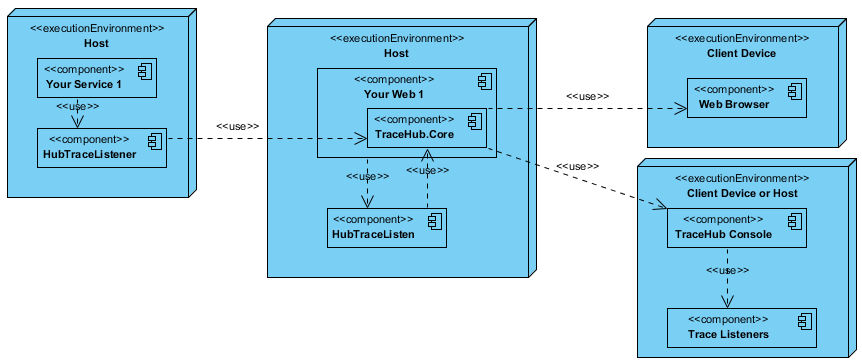 <<executionEnvironment>>
Host
<<component>>
Your Service 1
<<use>>
<<component>>
HubTraceListener
<<use>>
<<executionEnvironment>>
Host
<<component>>
Your Web 1
<<component>>
TraceHub.Core
<<use>>
<<use>>
<<component>>
HubTraceListen
<<use>>
<<executionEnvironment>>
Client Device
<<component>>
Web Browser
<<use>>
<<executionEnvironment>>
Client Device or Host
<<component>>
TraceHub Console
<<use>>
<<component>>
Trace Listeners